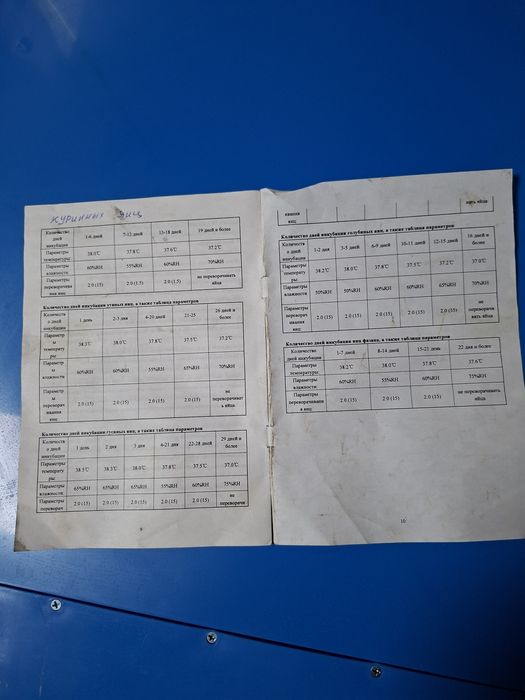 куринных яиц
Количество дней инкубации 1-6 дней 7-12 дней 13-18 дней 19 дней и более
Параметры температуры 38.0℃ 37.8℃ 37.6℃ 37.2℃
Параметры влажности 60%RH 55%RH 60%RH 70%RH
Параметры переворачивания яиц 2.0 (15) 2.0 (1.5) 2.0 (1.5) не переворачивать яйца
Количество дней инкубации утиных яиц, а также таблица параметров
Количество дней инкубации 1 день 2-3 дня 4-20 дней 21-25 26 дней и более
Параметры температуры 38.3℃ 38.0℃ 37.8℃ 37.5℃ 37.2℃
Параметры влажности 60%RH 60%RH 55%RH 65%RH 70%RH
Параметры переворачивания яиц 2.0 (15) 2.0 (15) 2.0 (15) 2.0 (15) не переворачивать яйца
Количество дней инкубации гусиных яиц, а также таблица параметров
Количество дней инкубации 1 день 2 дня 3 дня 4-21 дня 22-28 дней 29 дней и более
Параметры температуры 38.5℃ 38.3℃ 38.0℃ 37.8℃ 37.5℃ 37.0℃
Параметры влажности 65%RH 65%RH 65%RH 55%RH 60%RH 75%RH
Параметры переворач 2.0 (15) 2.0 (15) 2.0 (15) 2.0 (15) 2.0 (15) не переворачи
9
ивания яиц вать яйца
Количество дней инкубации голубиных яиц, а также таблица параметров
Количество дней инкубации 1-2 дня 3-5 дней 6-9 дней 10-11 дней 12-15 дней 16 дней и более
Параметры температуры 38.2℃ 38.0℃ 37.8℃ 37.5℃ 37.2℃ 37.0℃
Параметры влажности 50%RH 50%RH 60%RH 60%RH 65%RH 70%RH
Параметры переворачивания яиц 2.0 (15) 2.0 (15) 2.0 (15) 2.0 (15) 2.0 (15) не переворачивать яйца
Количество дней инкубации яиц фазана, а также таблица параметров
Количество дней инкубации 1-7 дней 8-14 дней 15-21 день 22 дня и более
Параметры температуры 38.2℃ 38.0℃ 37.8℃ 37.6℃
Параметры влажности 60%RH 55%RH 60%RH 75%RH
Параметры переворачивания яиц 2.0 (15) 2.0 (15) 2.0 (15) не переворачивать яйца
10